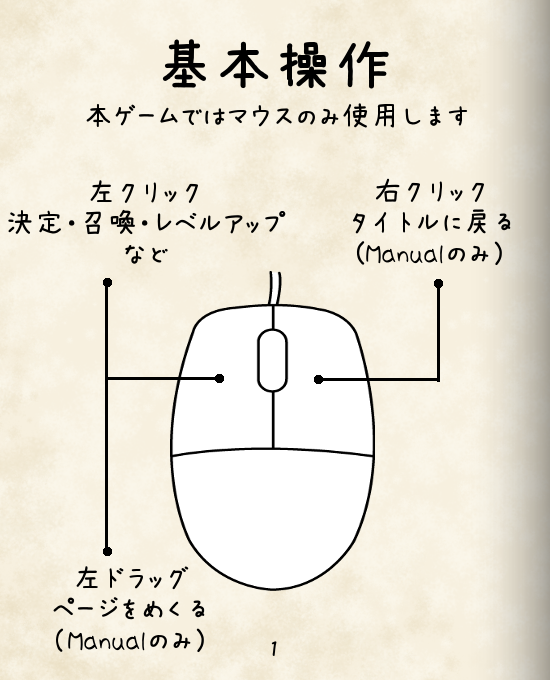 基本操作
本ゲームではマウスのみ使用します
左クリック
決定・召喚・レベルアップ
など
右クリック
タイトルに戻る
(Manualのみ)
左ドラッグ
ページをめくる
(Manualのみ)
1